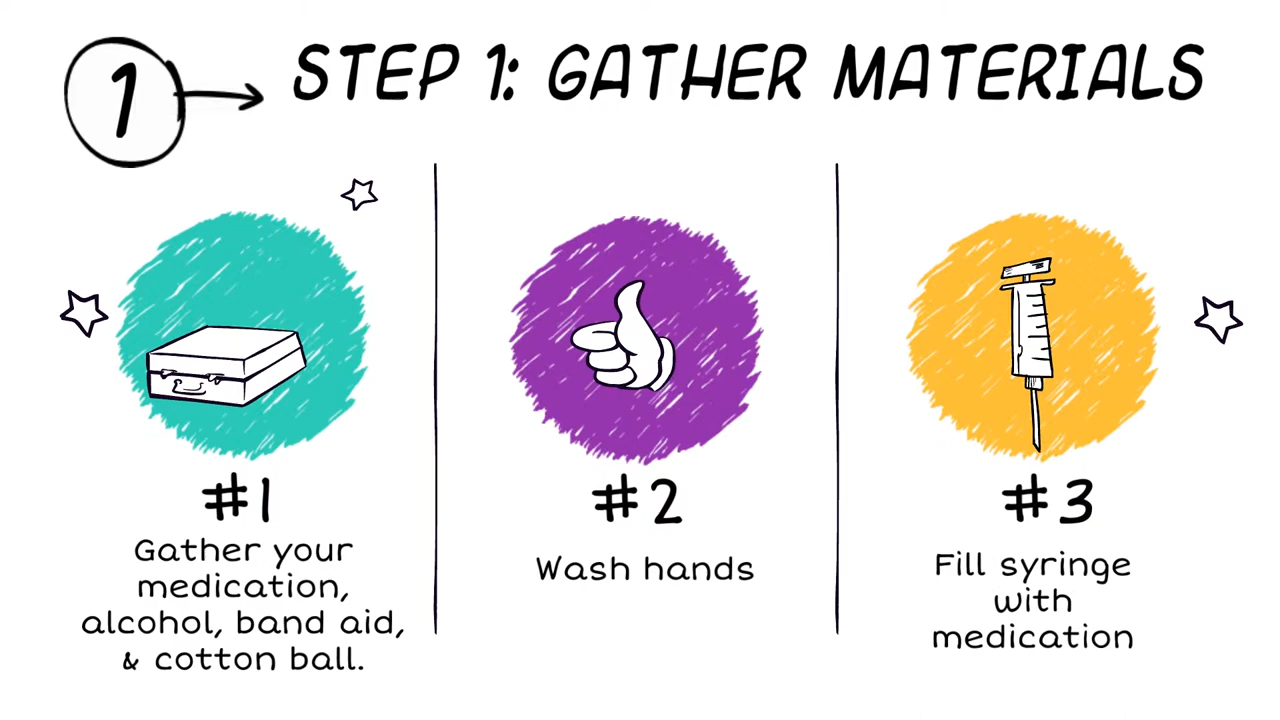 1
STEP 1: GATHER MATERIALS
#1
Gather your
medication,
alcohol, band aid,
& cotton ball.
#2
Wash hands
#3
Fill syringe
with
medication